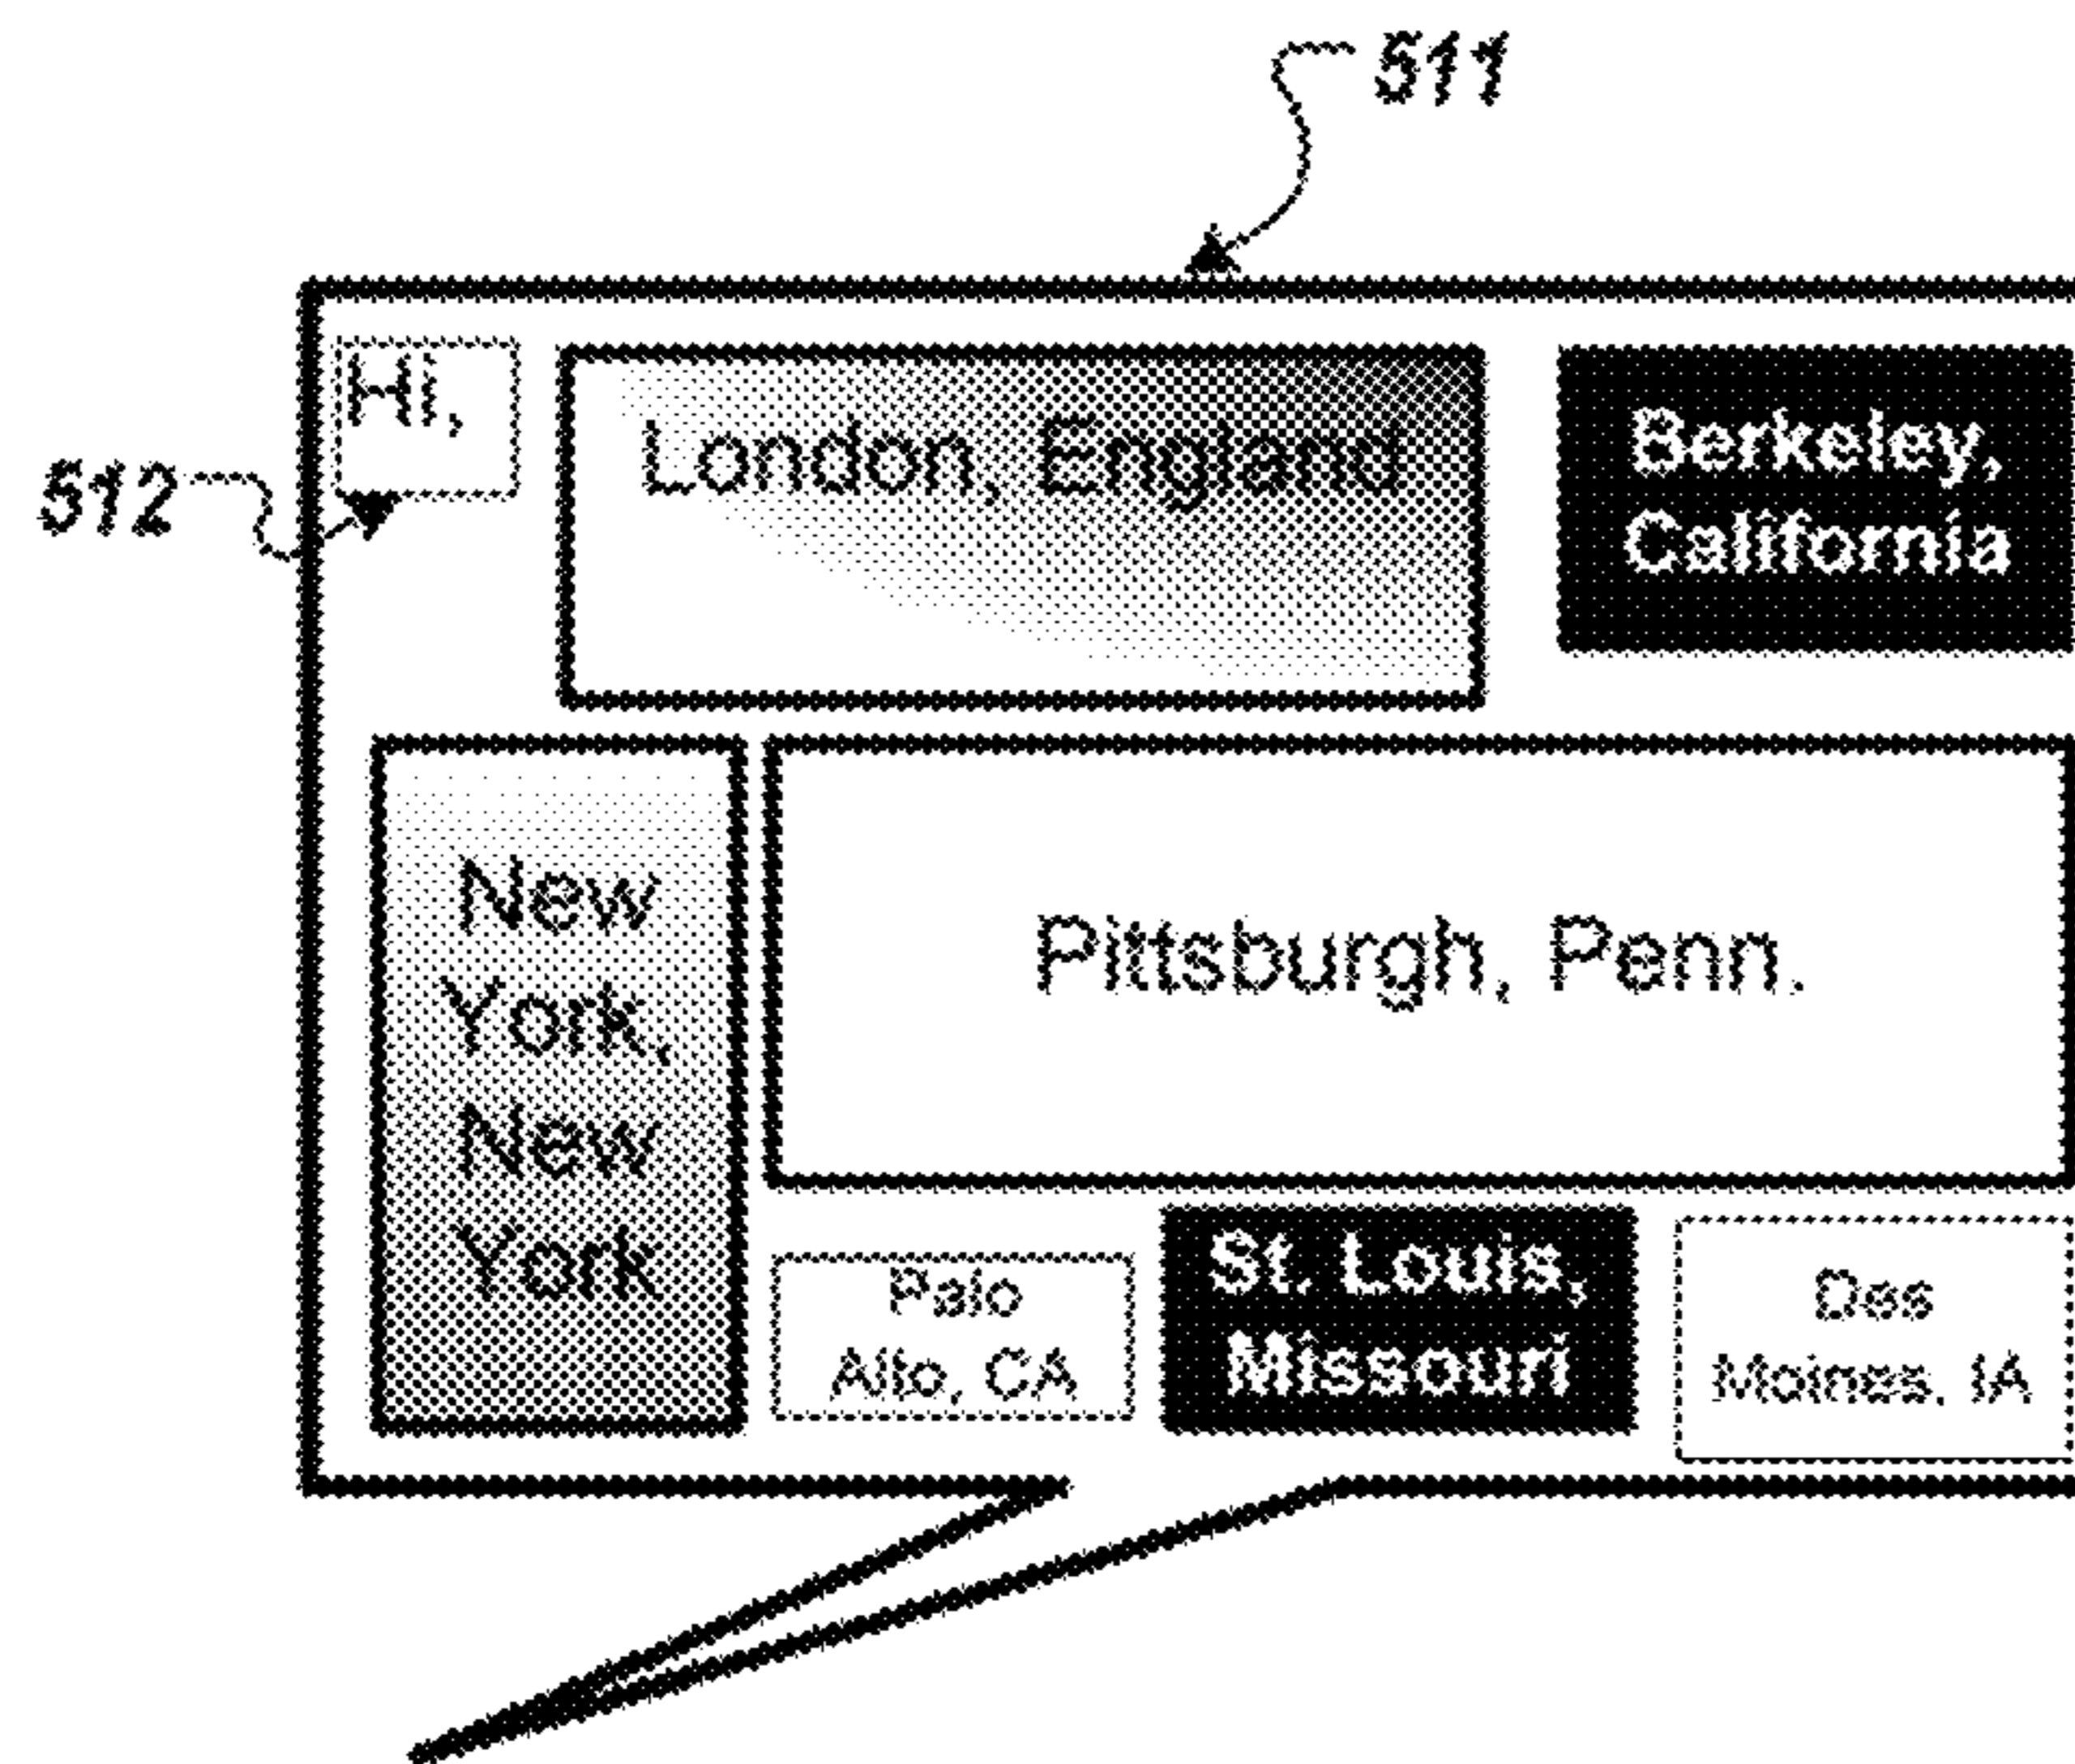 511
Hi,
London, England
Berkeley,
California
512
New
York,
New
York
Pittsburgh, Penn.
Palo
Alto, CA
St. Louis,
Missouri
Des
Moines, IA